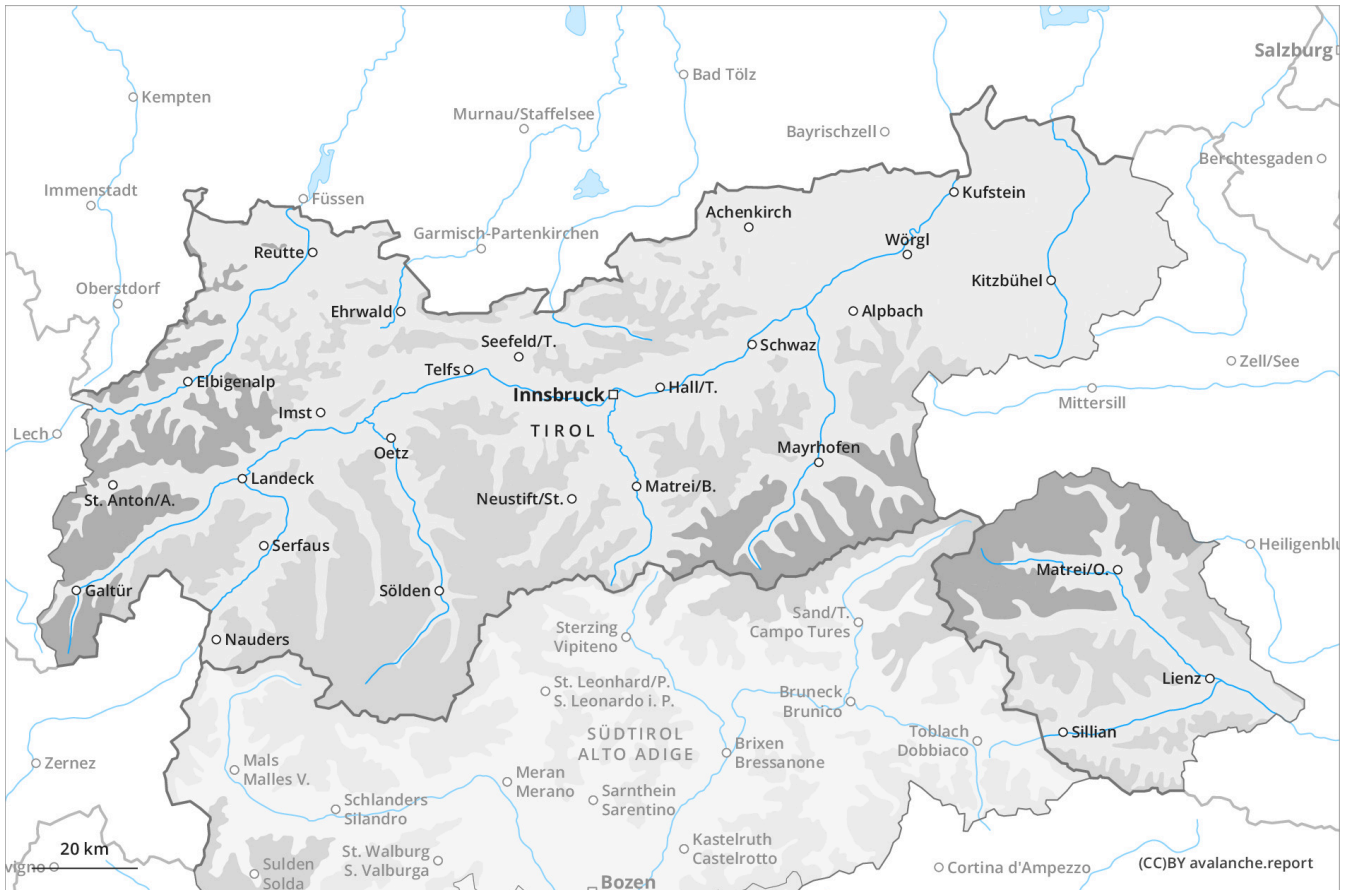 Salzburg
Bad Tölz
Kempten
Murnau/Staffelsee
Bayrischzell
Berchtesgaden
Immenstadt
Füssen
Kufstein
Achenkirch
Garmisch-Partenkirchen
Wörgl
Reutte
Kitzbühel
Oberstdorf
Ehrwald
Alpbach
Seefeld/T.
Schwaz
Zell/See
Telfs
Elbigenalp
Hall/T.
Innsbruck
Mittersill
Imst
TIROL
Lech
Oetz
Mayrhofen
Landeck
Matrei/B.
St. Anton/A.
Neustift/St.
Serfaus
Heiligenblu
Matrei/O.
Galtür
Sölden
Sand/T.
Campo Tures
Nauders
Sterzing
Vipiteno
Lienz
St. Leonhard/P.
S. Leonardo i. P.
Bruneck
Brunico
SÜDTIROL
ALTO ADIGE
Toblach
Dobbiaco
Sillian
Brixen
Bressanone
Zernez
Mals
Malles V.
Meran
Merano
Sarnthein
Sarentino
Schlanders
Silandro
Kastelruth
Castelrotto
20 km
St. Walburg
S. Valburga
vigno
Sulden
Solda
Cortina d'Ampezzo
(CC)BY avalanche.report
Bozen